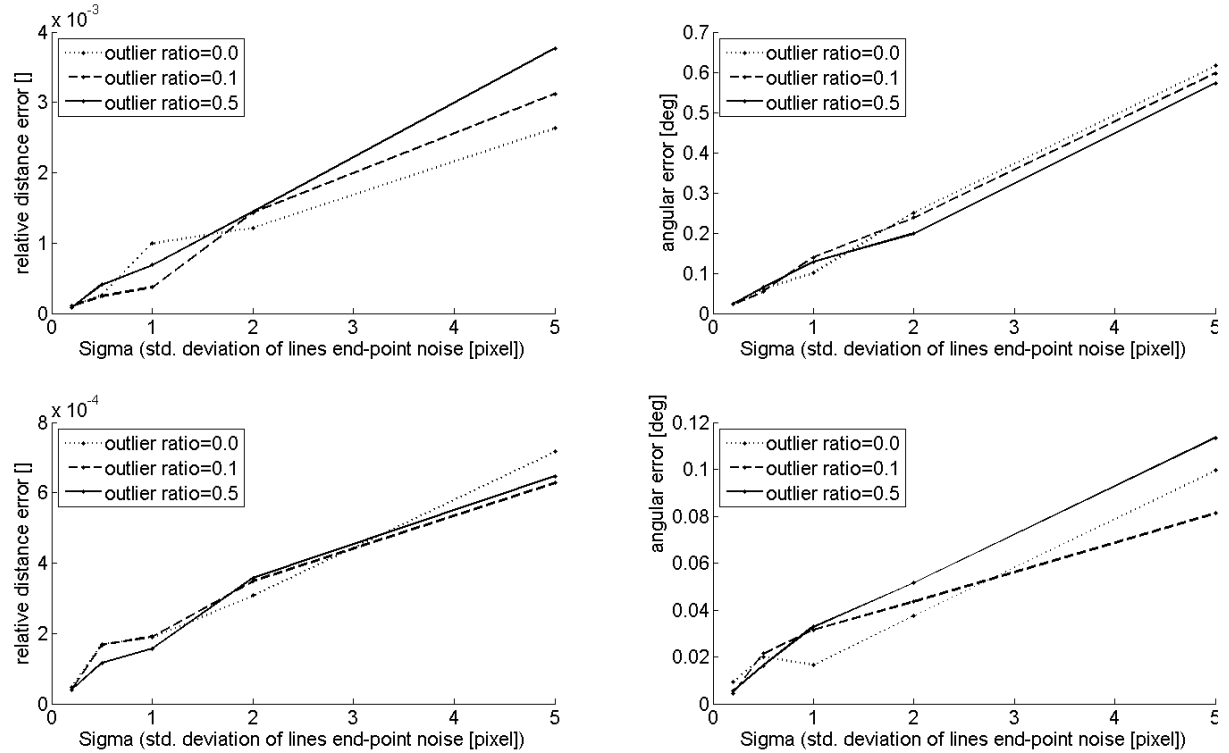 x 10⁻³
4
3
2
1
0
relative distance error []
outlier ratio=0.0
outlier ratio=0.1
outlier ratio=0.5
0 1 2 3 4 5
Sigma (std. deviation of lines end-point noise [pixel])
0.7
0.6
0.5
0.4
0.3
0.2
0.1
0
angular error [deg]
outlier ratio=0.0
outlier ratio=0.1
outlier ratio=0.5
0 1 2 3 4 5
Sigma (std. deviation of lines end-point noise [pixel])
x 10⁻⁴
8
6
4
2
0
relative distance error []
outlier ratio=0.0
outlier ratio=0.1
outlier ratio=0.5
0 1 2 3 4 5
Sigma (std. deviation of lines end-point noise [pixel])
0.12
0.1
0.08
0.06
0.04
0.02
0
angular error [deg]
outlier ratio=0.0
outlier ratio=0.1
outlier ratio=0.5
0 1 2 3 4 5
Sigma (std. deviation of lines end-point noise [pixel])